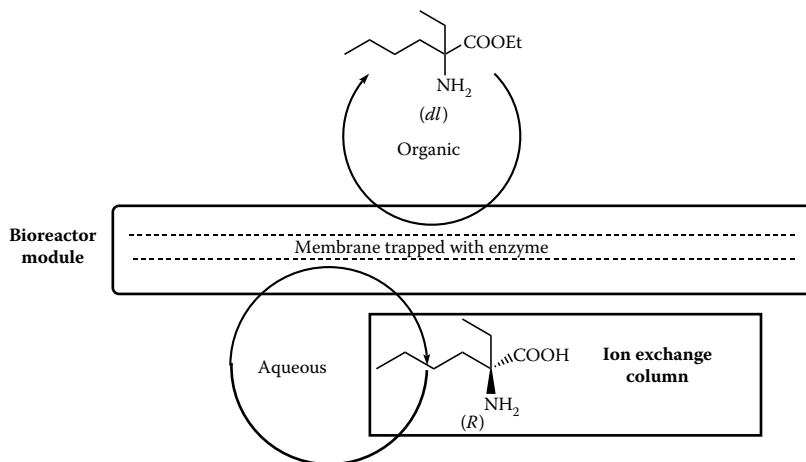 COOEt
NH2
(dl)
Organic
Bioreactor
module
Membrane trapped with enzyme
Aqueous
COOH
NH2
(R)
Ion exchange
column